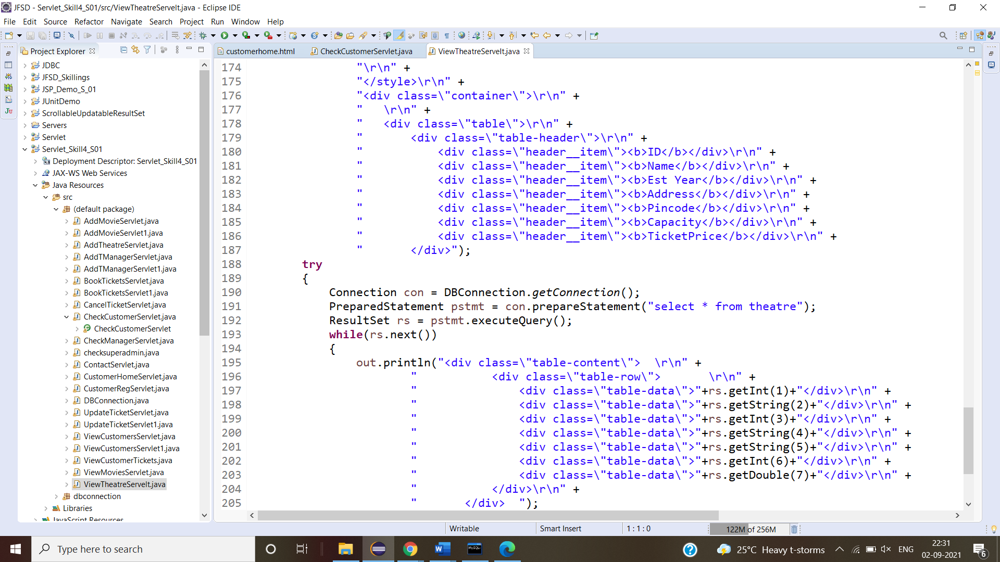 JFSD - Servlet_Skill4_S01/src/ViewTheatreServelt.java - Eclipse IDE
File Edit Source Refactor Navigate Search Project Run Window Help
Project Explorer
customerhome.html CheckCustomerServlet.java ViewTheatreServelt.java
JDBC
JFSD_Skillings
JSP_Demo_S_01
JUnitDemo
ScrollableUpdatableResultSet
Servers
Servlet
Servlet_Skill4_S01
Deployment Descriptor: Servlet_Skill4_S01
JAX-WS Web Services
Java Resources
src
(default package)
AddMovieServlet.java
AddMovieServlet1.java
AddTheatreServlet.java
AddTManagerServlet.java
AddTManagerServlet1.java
BookTicketsServlet.java
BookTicketsServlet1.java
CancelTicketServlet.java
CheckCustomerServlet.java
CheckCustomerServlet
CheckManagerServlet.java
checksuperadmin.java
ContactServlet.java
CustomerHomeServlet.java
CustomerRegServlet.java
DBConnection.java
UpdateTicketServlet.java
UpdateTicketServlet1.java
ViewCustomersServlet.java
ViewCustomersServlet1.java
ViewCustomerTickets.java
ViewMoviesServlet.java
ViewTheatreServelt.java
dbconnection
Libraries
JavaScript Resources
Ju
174 "\r\n" +
175 "</style>\r\n" +
176 "<div class=\"container\">\r\n" +
177 "   \r\n" +
178 "   <div class=\"table\">\r\n" +
179 "       <div class=\"table-header\">\r\n" +
180 "           <div class=\"header__item\"><b>ID</b></div>\r\n" +
181 "           <div class=\"header__item\"><b>Name</b></div>\r\n" +
182 "           <div class=\"header__item\"><b>Est Year</b></div>\r\n" +
183 "           <div class=\"header__item\"><b>Address</b></div>\r\n" +
184 "           <div class=\"header__item\"><b>Pincode</b></div>\r\n" +
185 "           <div class=\"header__item\"><b>Capacity</b></div>\r\n" +
186 "           <div class=\"header__item\"><b>TicketPrice</b></div>\r\n" +
187 "       </div>");
188 try
189 {
190 Connection con = DBConnection.getConnection();
191 PreparedStatement pstmt = con.prepareStatement("select * from theatre");
192 ResultSet rs = pstmt.executeQuery();
193 while(rs.next())
194 {
195 out.println("<div class=\"table-content\">  \r\n" +
196 "           <div class=\"table-row\">       \r\n" +
197 "               <div class=\"table-data\">"+rs.getInt(1)+"</div>\r\n" +
198 "               <div class=\"table-data\">"+rs.getString(2)+"</div>\r\n" +
199 "               <div class=\"table-data\">"+rs.getInt(3)+"</div>\r\n" +
200 "               <div class=\"table-data\">"+rs.getString(4)+"</div>\r\n" +
201 "               <div class=\"table-data\">"+rs.getString(5)+"</div>\r\n" +
202 "               <div class=\"table-data\">"+rs.getInt(6)+"</div>\r\n" +
203 "               <div class=\"table-data\">"+rs.getDouble(7)+"</div>\r\n" +
204 "           </div>\r\n" +
205 "       </div>  ");
Writable Smart Insert 1 : 1 : 0 122M of 256M
Type here to search
MySQL
25°C Heavy t-storms ENG
22:31
02-09-2021
6